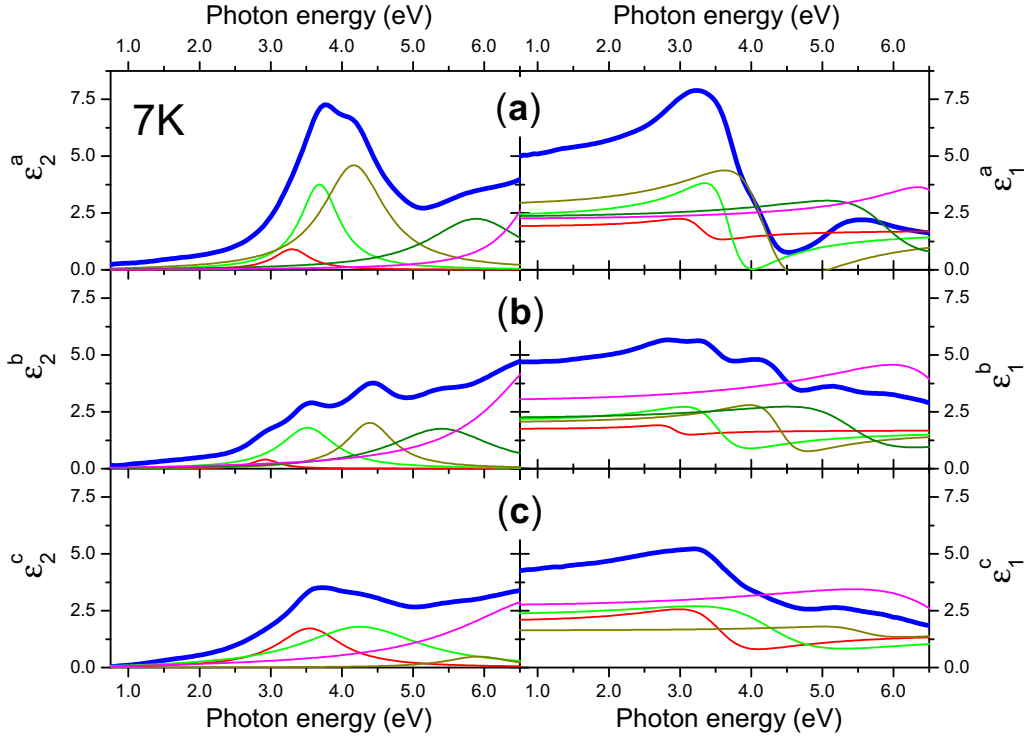 Photon energy (eV) Photon energy (eV)
1.0 2.0 3.0 4.0 5.0 6.0 1.0 2.0 3.0 4.0 5.0 6.0
7K (a)
7.5 5.0 2.5 0.0
ε₂ᵃ
7.5 5.0 2.5 0.0
ε₁ᵃ
(b)
7.5 5.0 2.5 0.0
ε₂ᵇ
7.5 5.0 2.5 0.0
ε₁ᵇ
(c)
7.5 5.0 2.5 0.0
ε₂ᶜ
7.5 5.0 2.5 0.0
ε₁ᶜ
1.0 2.0 3.0 4.0 5.0 6.0 1.0 2.0 3.0 4.0 5.0 6.0
Photon energy (eV) Photon energy (eV)